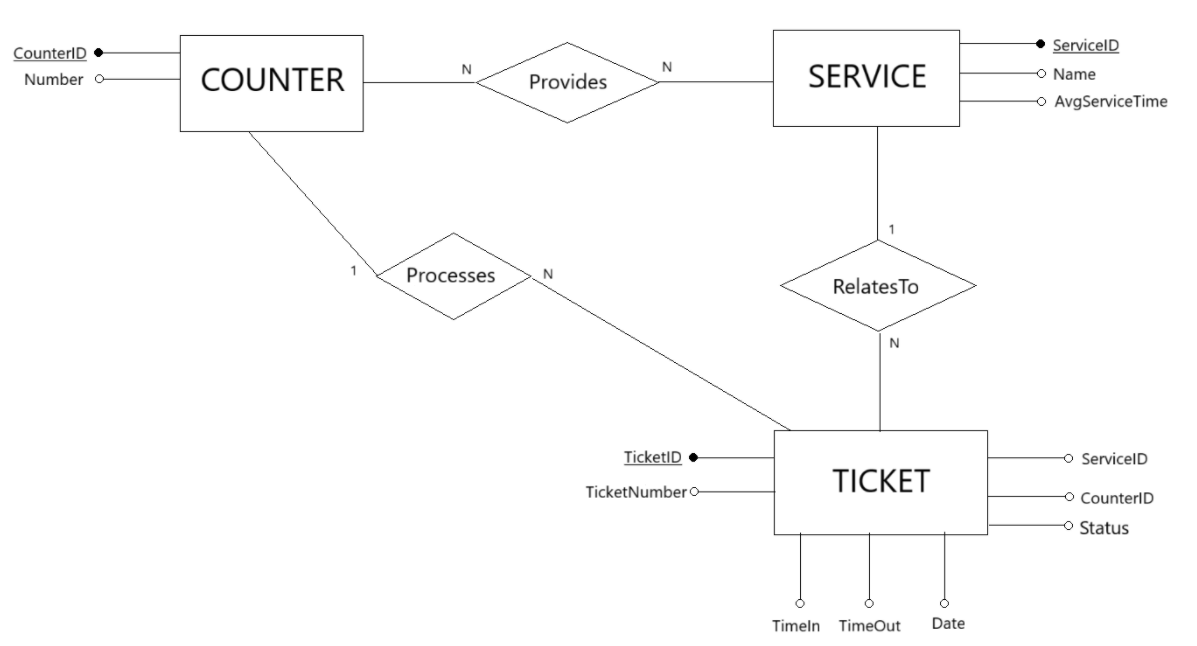 CounterID
Number
COUNTER
N
Provides
N
SERVICE
ServiceID
Name
AvgServiceTime
1
Processes
N
1
RelatesTo
N
TicketID
TicketNumber
TICKET
ServiceID
CounterID
Status
TimeIn
TimeOut
Date